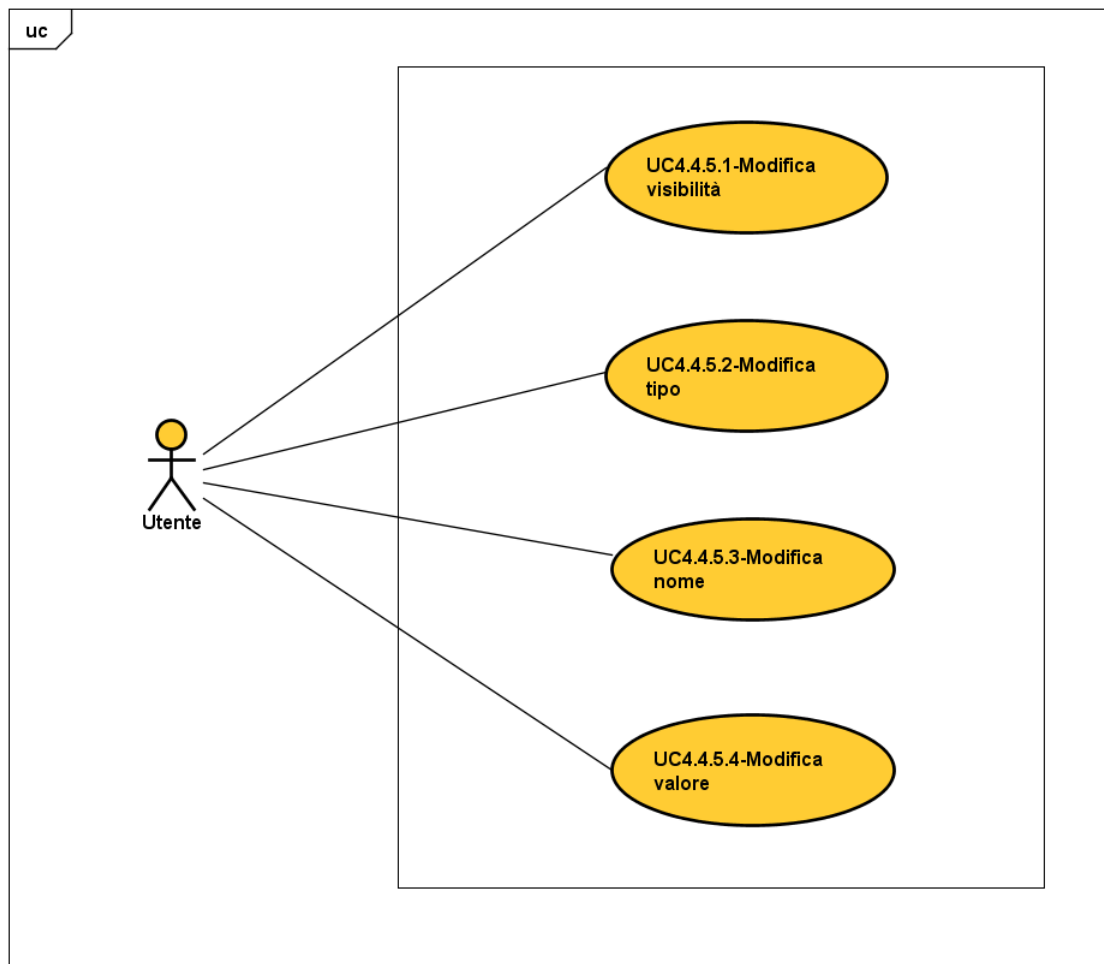 uc
UC4.4.5.1-Modifica
visibilità
UC4.4.5.2-Modifica
tipo
Utente
UC4.4.5.3-Modifica
nome
UC4.4.5.4-Modifica
valore